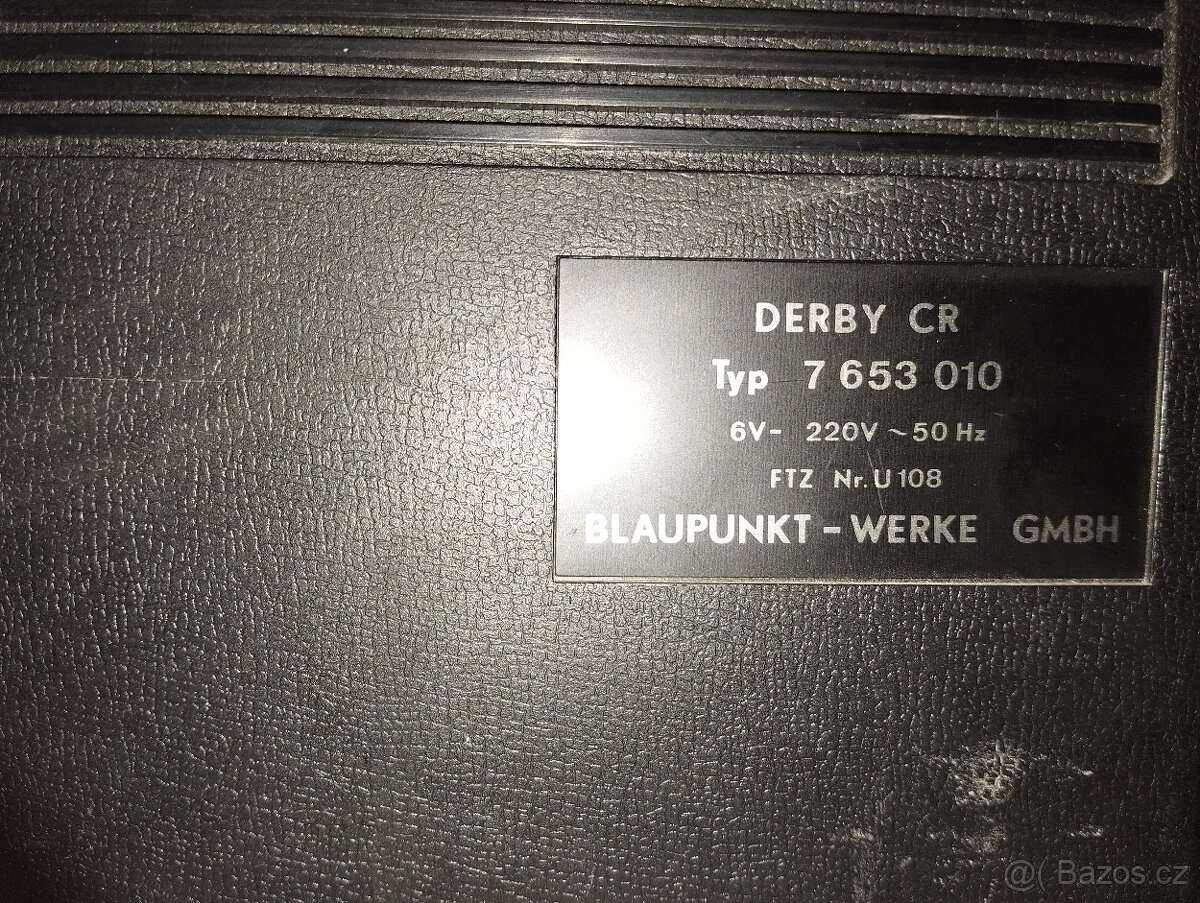 DERBY CR
Typ 7 653 010
6V- 220V ~ 50 Hz
FTZ Nr. U 108
BLAUPUNKT - WERKE GMBH
@( Bazos.cz